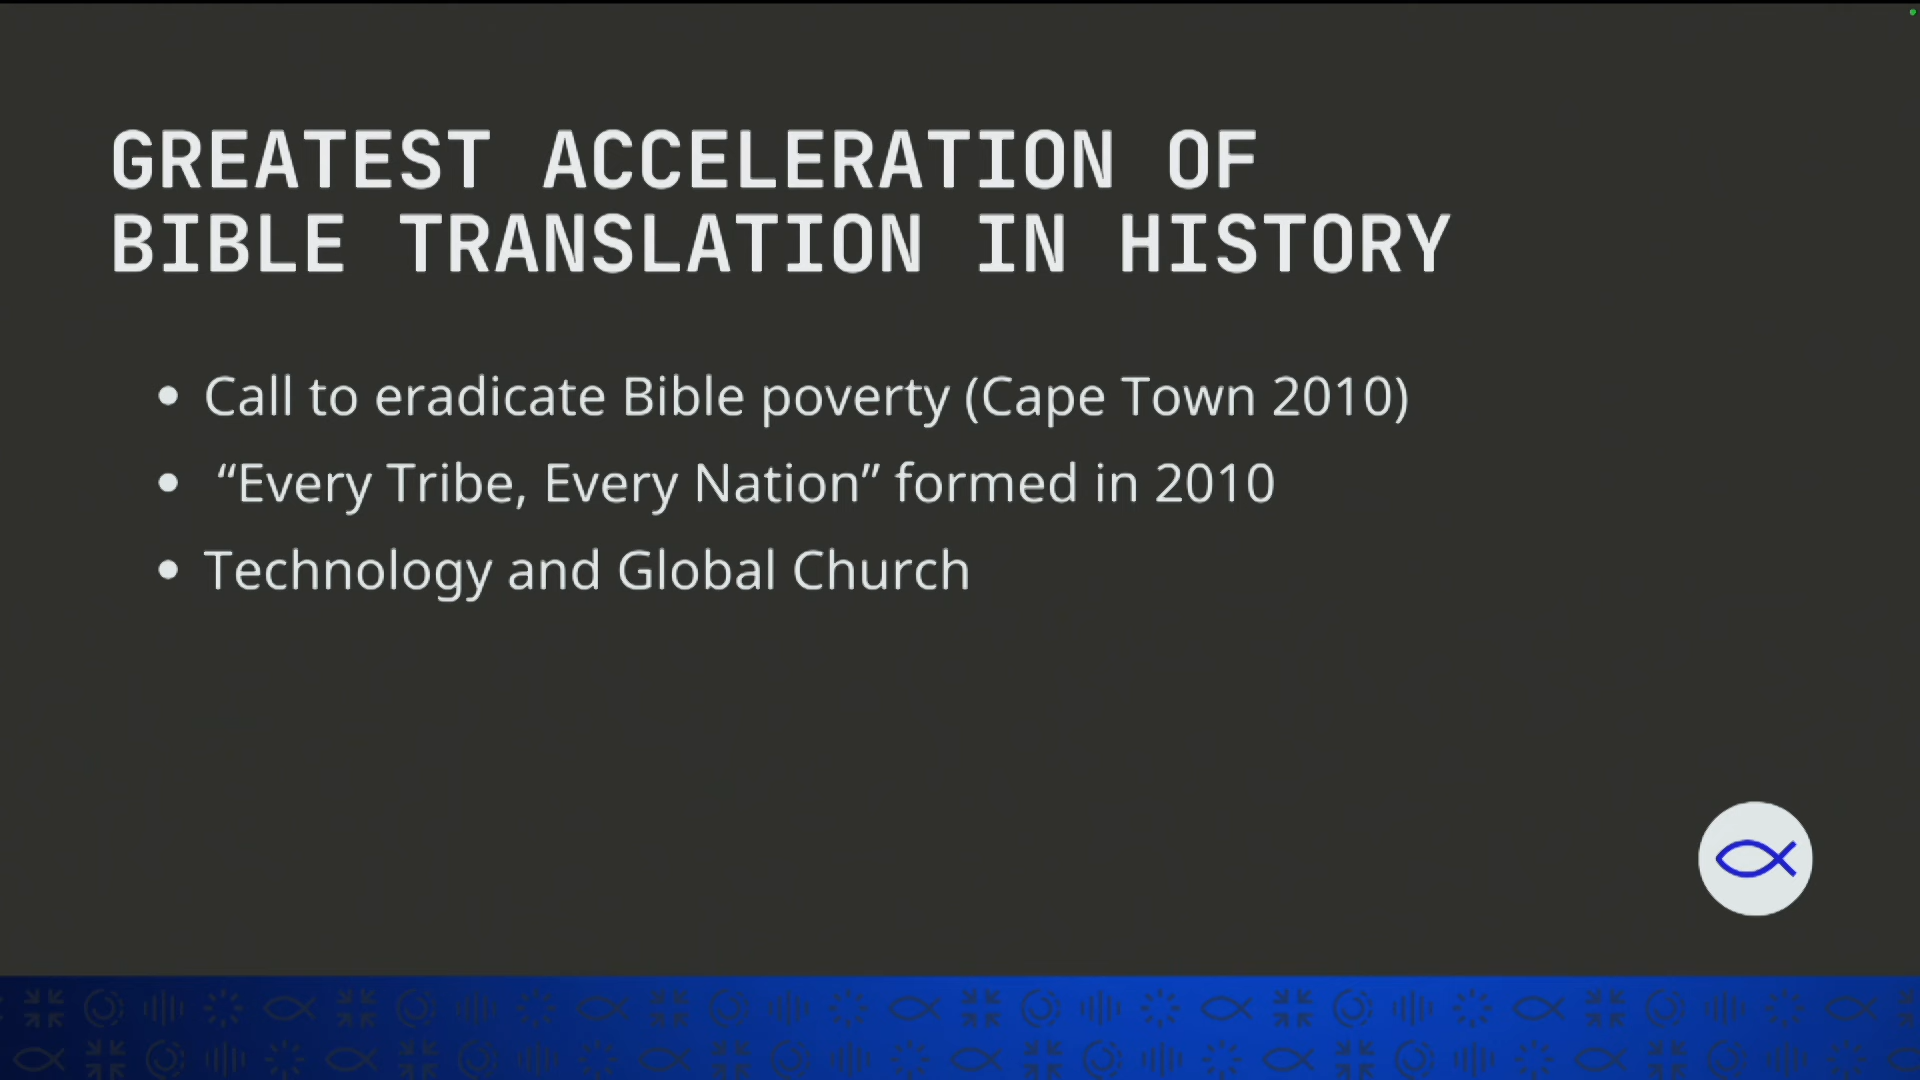 GREATEST ACCELERATION OF
BIBLE TRANSLATION IN HISTORY
• Call to eradicate Bible poverty (Cape Town 2010)
• “Every Tribe, Every Nation” formed in 2010
• Technology and Global Church